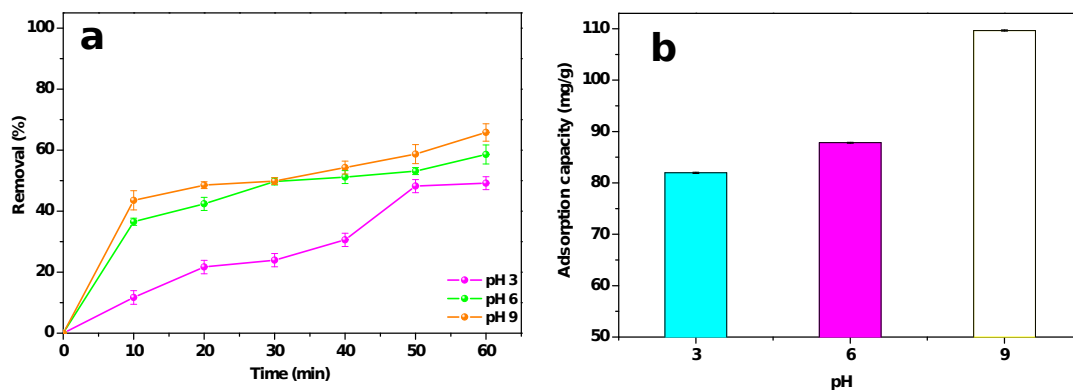 a
100
80
60
40
20
0
Removal (%)
0 10 20 30 40 50 60
Time (min)
pH 3
pH 6
pH 9
b
110
100
90
80
70
60
50
Adsorption capacity (mg/g)
3 6 9
pH